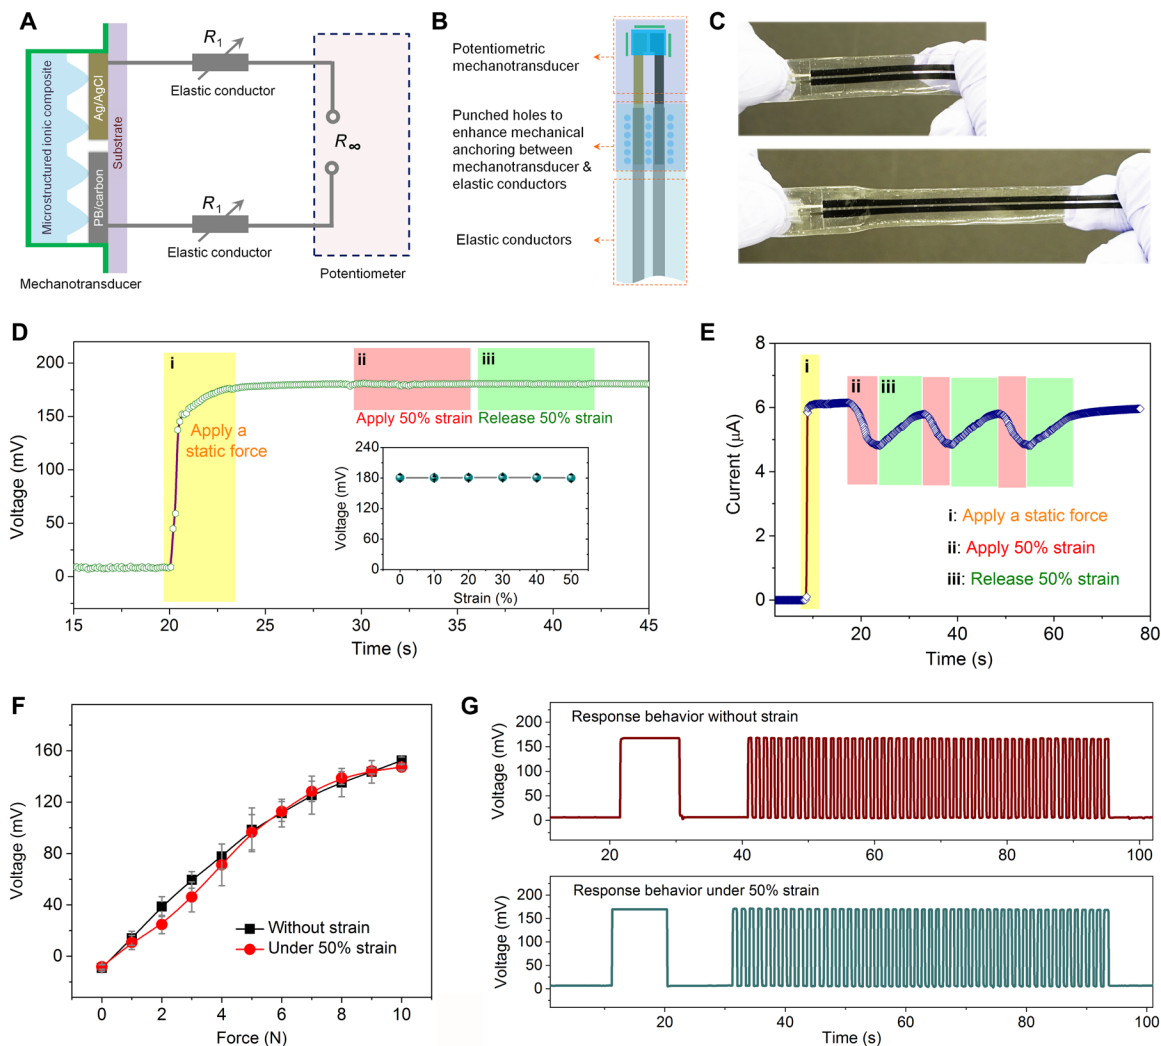 A
Microstructured ionic composite
Ag/AgCl
PB/carbon
Substrate
R1
Elastic conductor
R∞
R1
Elastic conductor
Mechanotransducer
Potentiometer
B
Potentiometric
mechanotransducer
Punched holes to
enhance mechanical
anchoring between
mechanotransducer &
elastic conductors
Elastic conductors
C
D
Voltage (mV)
200
150
100
50
0
15
20
25
30
35
40
45
Time (s)
i
Apply a
static force
ii
Apply 50% strain
iii
Release 50% strain
Voltage (mV)
240
180
120
60
0
0
10
20
30
40
50
Strain (%)
E
Current (μA)
8
6
4
2
0
20
40
60
80
Time (s)
i
ii
iii
i: Apply a static force
ii: Apply 50% strain
iii: Release 50% strain
F
Voltage (mV)
160
120
80
40
0
0
2
4
6
8
10
Force (N)
Without strain
Under 50% strain
G
Response behavior without strain
Voltage (mV)
200
150
100
50
0
20
40
60
80
100
Response behavior under 50% strain
Voltage (mV)
200
150
100
50
0
20
40
60
80
100
Time (s)